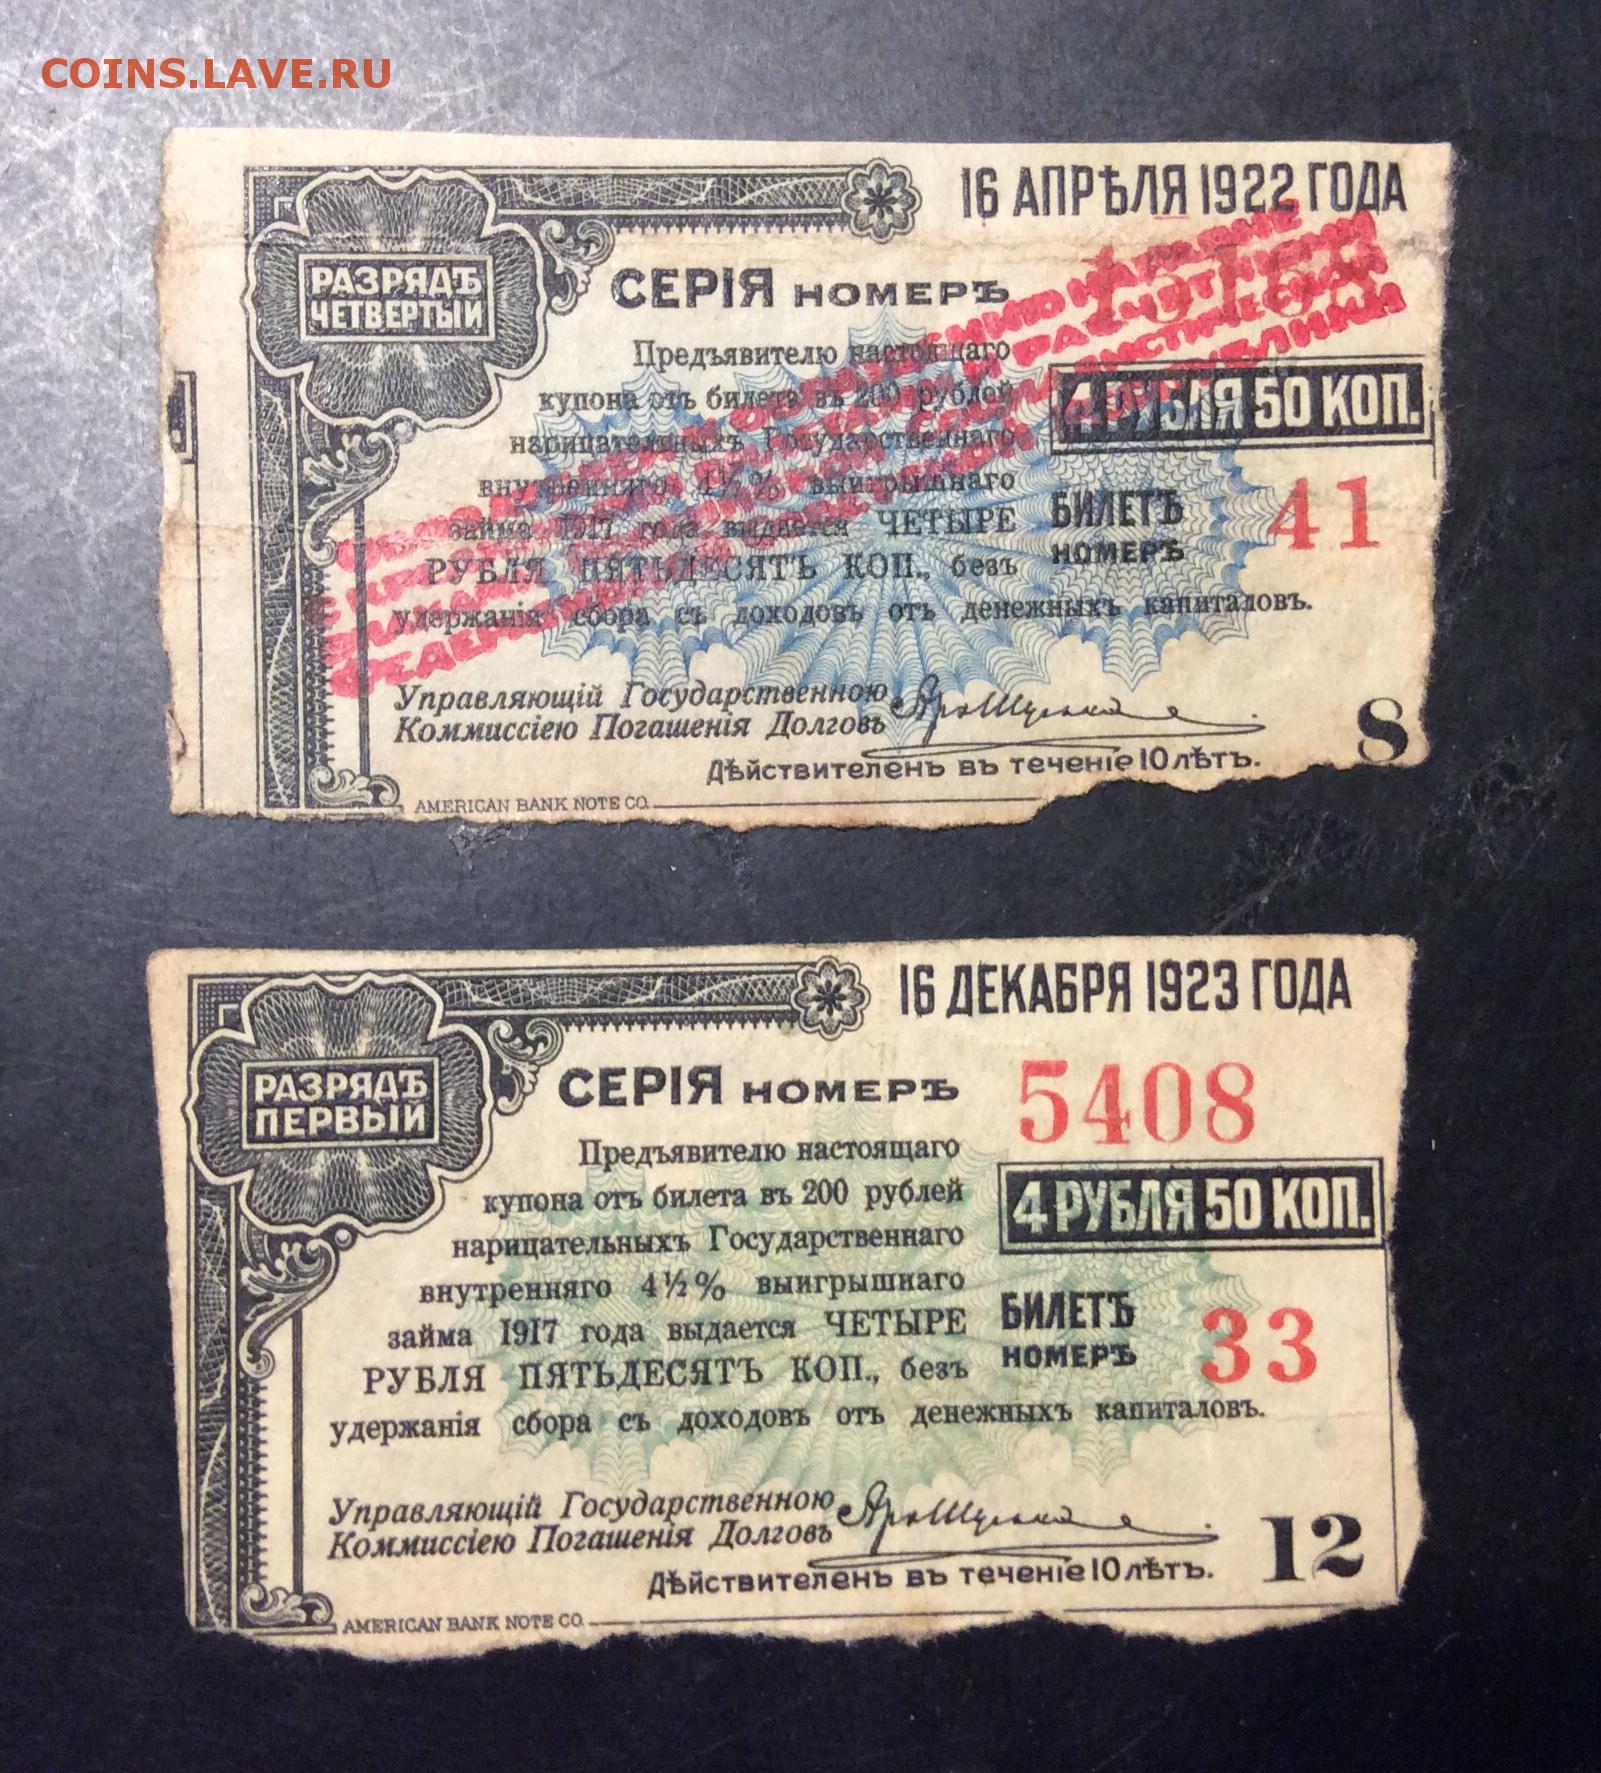 COINS.LAVE.RU
16 АПРѢЛЯ 1922 ГОДА
РАЗРЯДЪ
ЧЕТВЕРТЫЙ
СЕРІЯ НОМЕРЪ
Предъявителю настоящаго
купона отъ билета въ 200 рублей
4 РУБЛЯ 50 КОП.
нарицательныхъ Государственнаго
внутренняго 4½% выигрышнаго
займа 1917 года выдается ЧЕТЫРЕ
БИЛЕТЪ
НОМЕРЪ
41
РУБЛЯ ПЯТЬДЕСЯТЪ КОП., безъ
удержанія сбора съ доходовъ отъ денежныхъ капиталовъ.
Управляющій Государственною
Коммиссіею Погашенія Долговъ
8
Дѣйствителенъ въ теченіе 10 лѣтъ.
AMERICAN BANK NOTE CO.
16 ДЕКАБРЯ 1923 ГОДА
РАЗРЯДЪ
ПЕРВЫЙ
СЕРІЯ НОМЕРЪ
5408
Предъявителю настоящаго
купона отъ билета въ 200 рублей
4 РУБЛЯ 50 КОП.
нарицательныхъ Государственнаго
внутренняго 4½% выигрышнаго
займа 1917 года выдается ЧЕТЫРЕ
БИЛЕТЪ
НОМЕРЪ
33
РУБЛЯ ПЯТЬДЕСЯТЪ КОП., безъ
удержанія сбора съ доходовъ отъ денежныхъ капиталовъ.
Управляющій Государственною
Коммиссіею Погашенія Долговъ
12
Дѣйствителенъ въ теченіе 10 лѣтъ.
AMERICAN BANK NOTE CO.